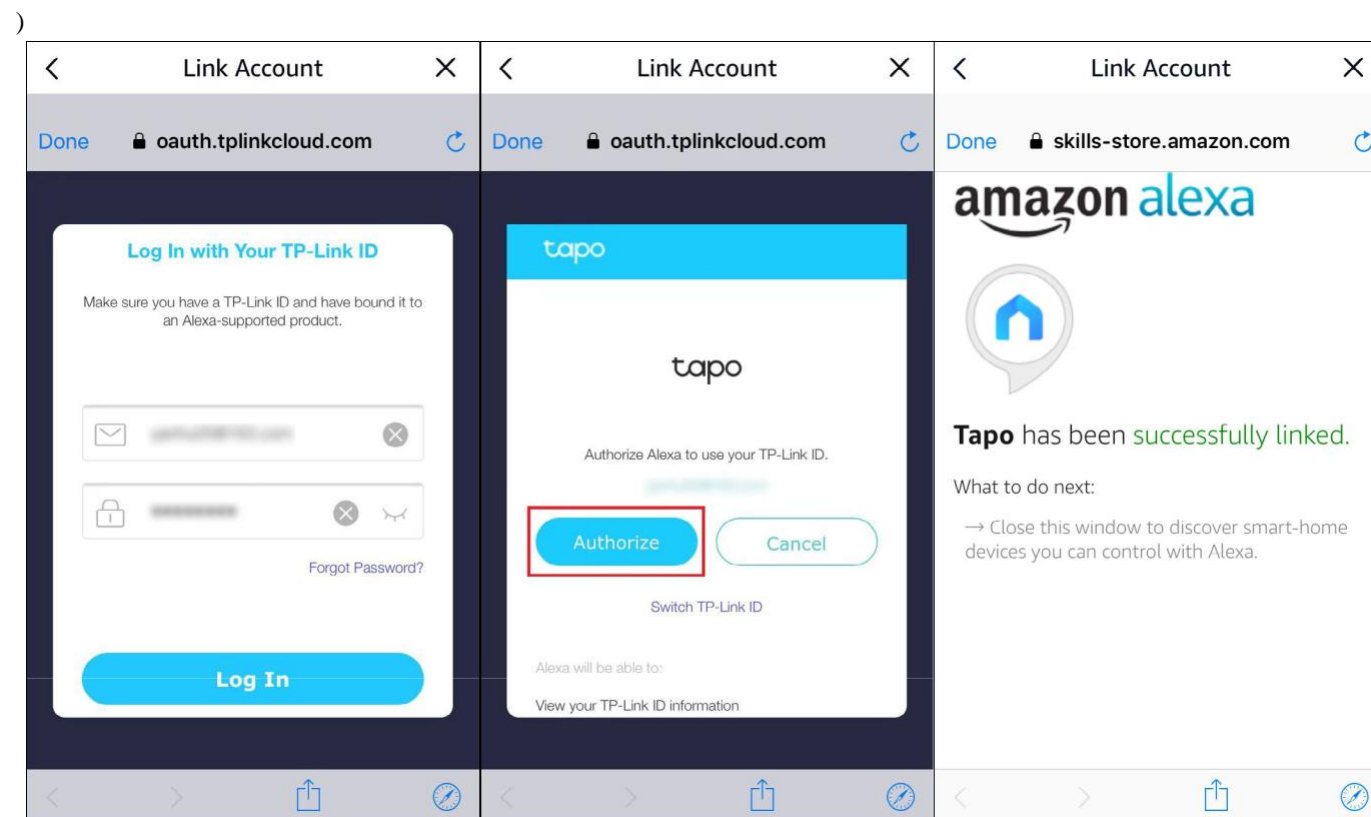 )
Link Account
Done oauth.tplinkcloud.com
Log In with Your TP-Link ID
Make sure you have a TP-Link ID and have bound it to
an Alexa-supported product.
Forgot Password?
Log In
Link Account
Done oauth.tplinkcloud.com
tapo
tapo
Authorize Alexa to use your TP-Link ID.
Authorize Cancel
Switch TP-Link ID
Alexa will be able to:
View your TP-Link ID information
Link Account
Done skills-store.amazon.com
amazon alexa
Tapo has been successfully linked.
What to do next:
→ Close this window to discover smart-home
devices you can control with Alexa.